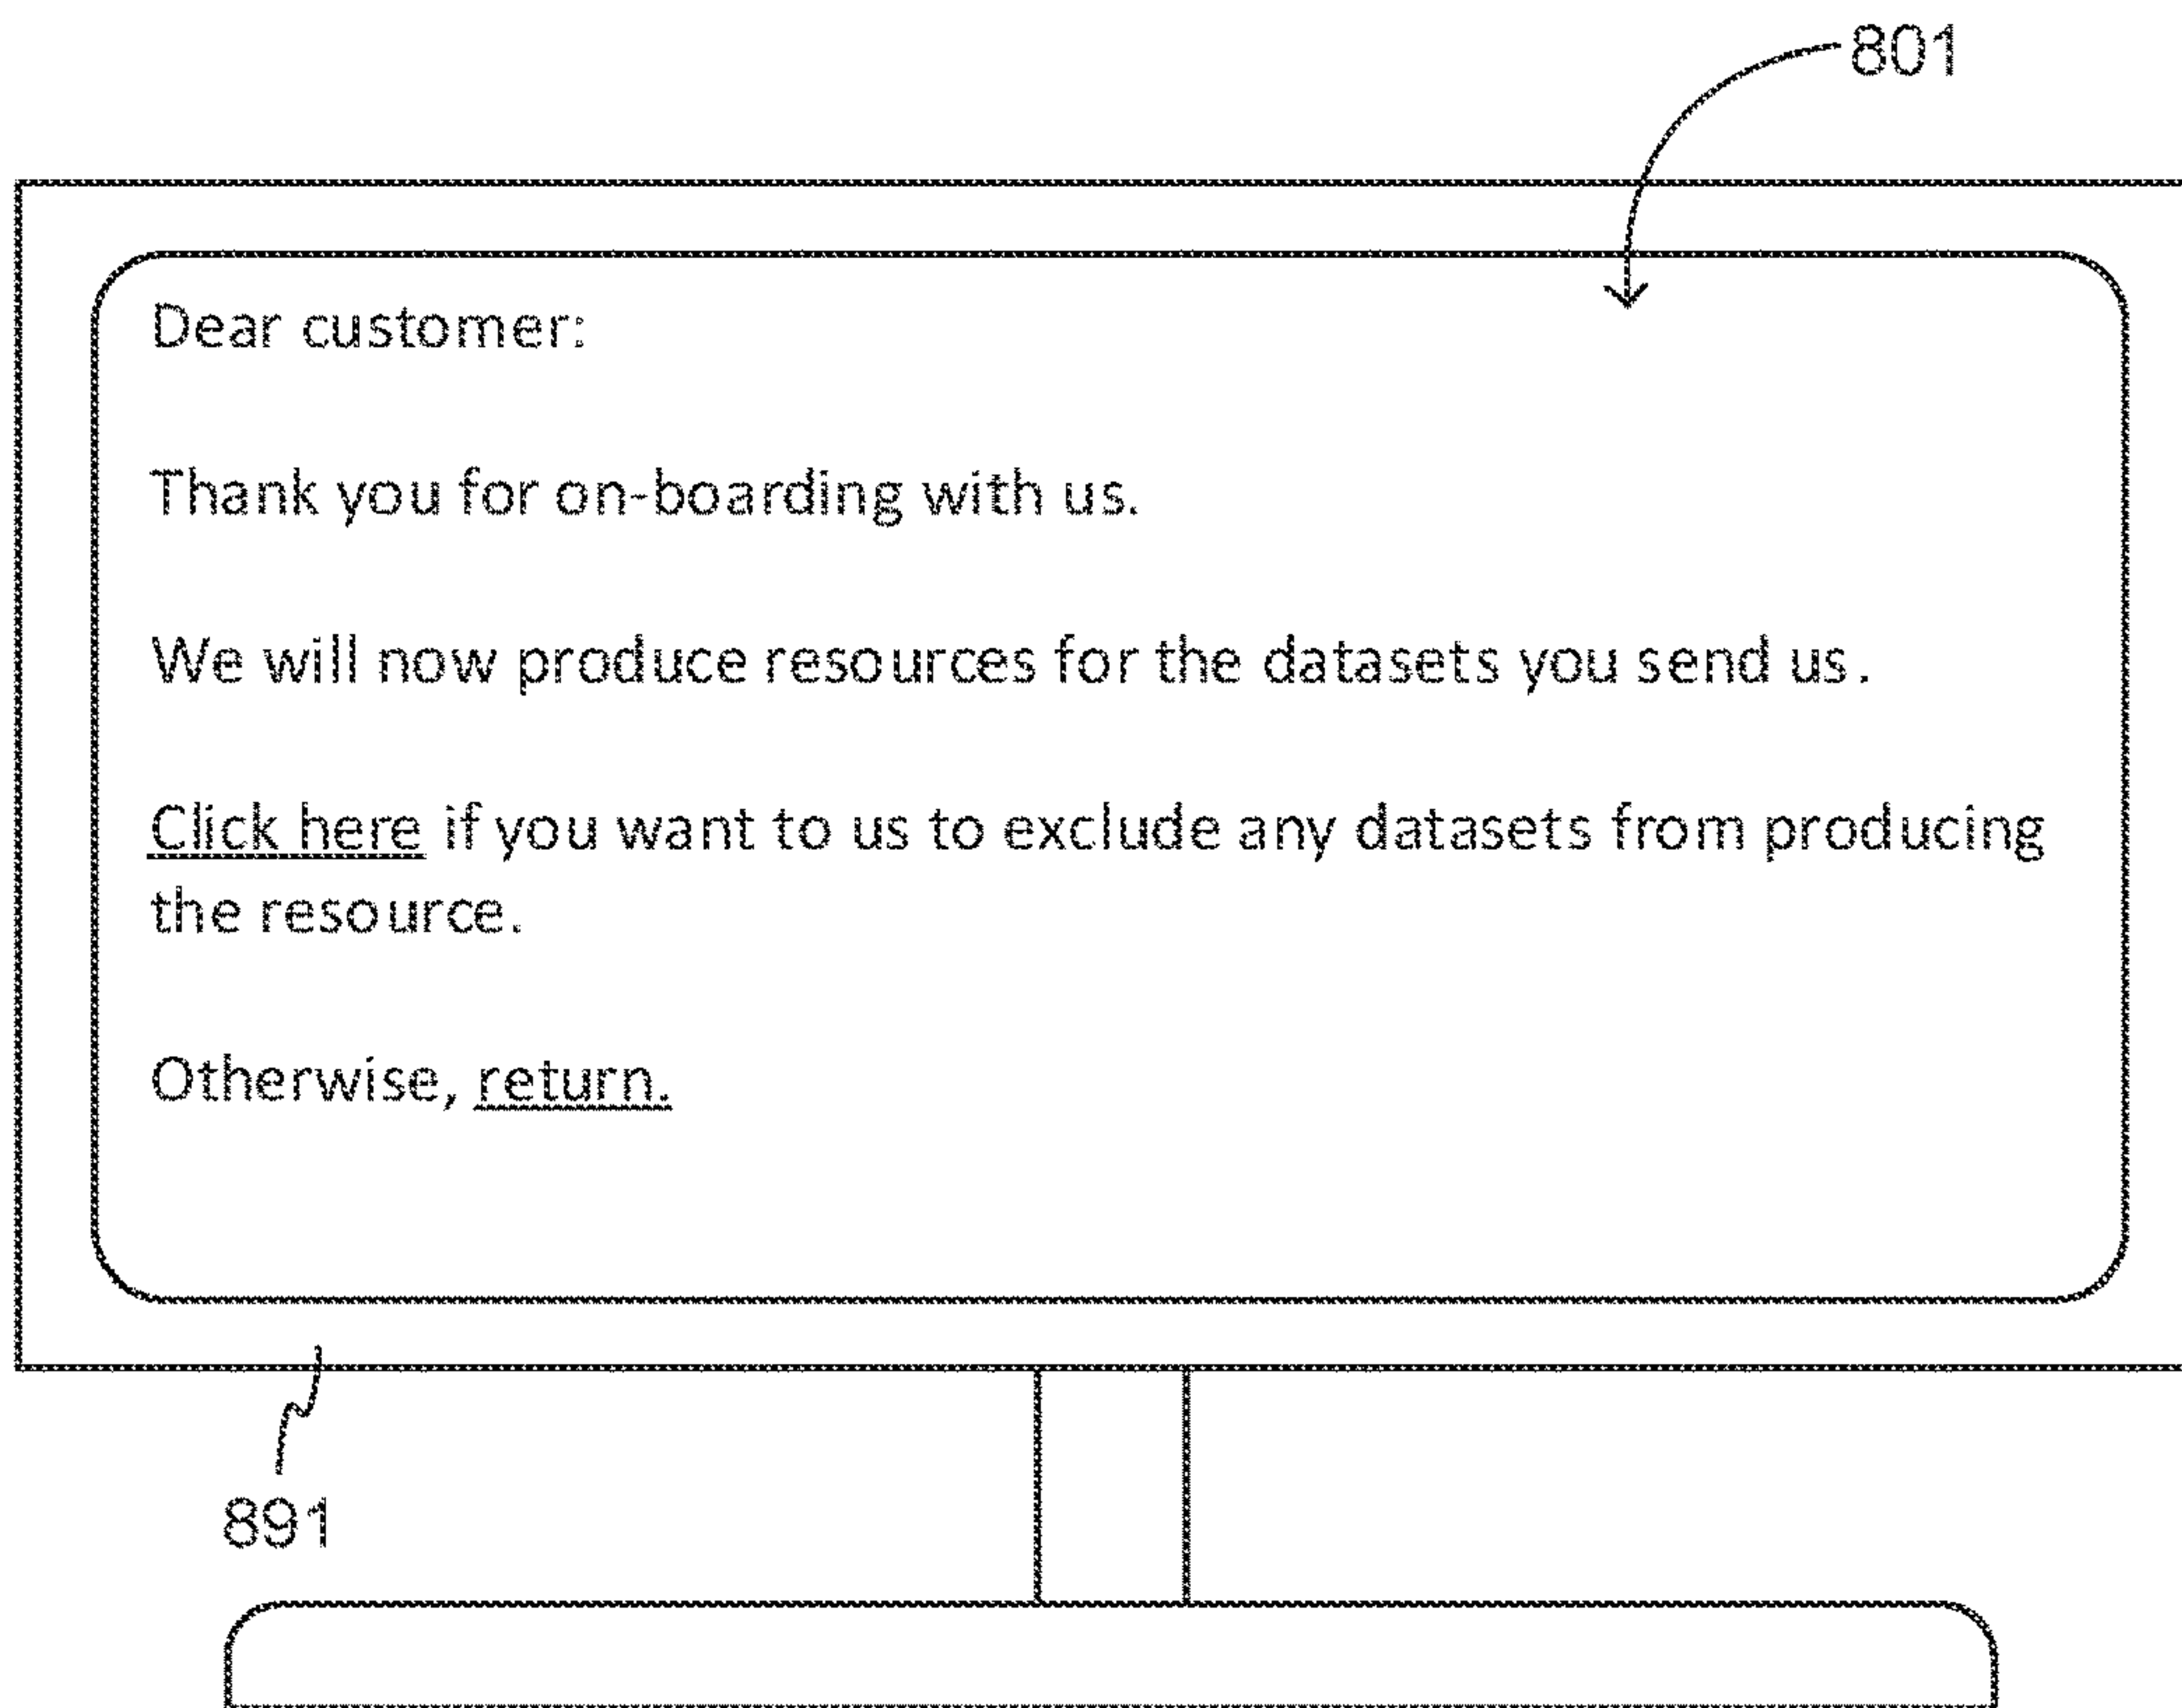 801
Dear customer:
Thank you for on-boarding with us.
We will now produce resources for the datasets you send us.
Click here if you want to us to exclude any datasets from producing
the resource.
Otherwise, return.
891